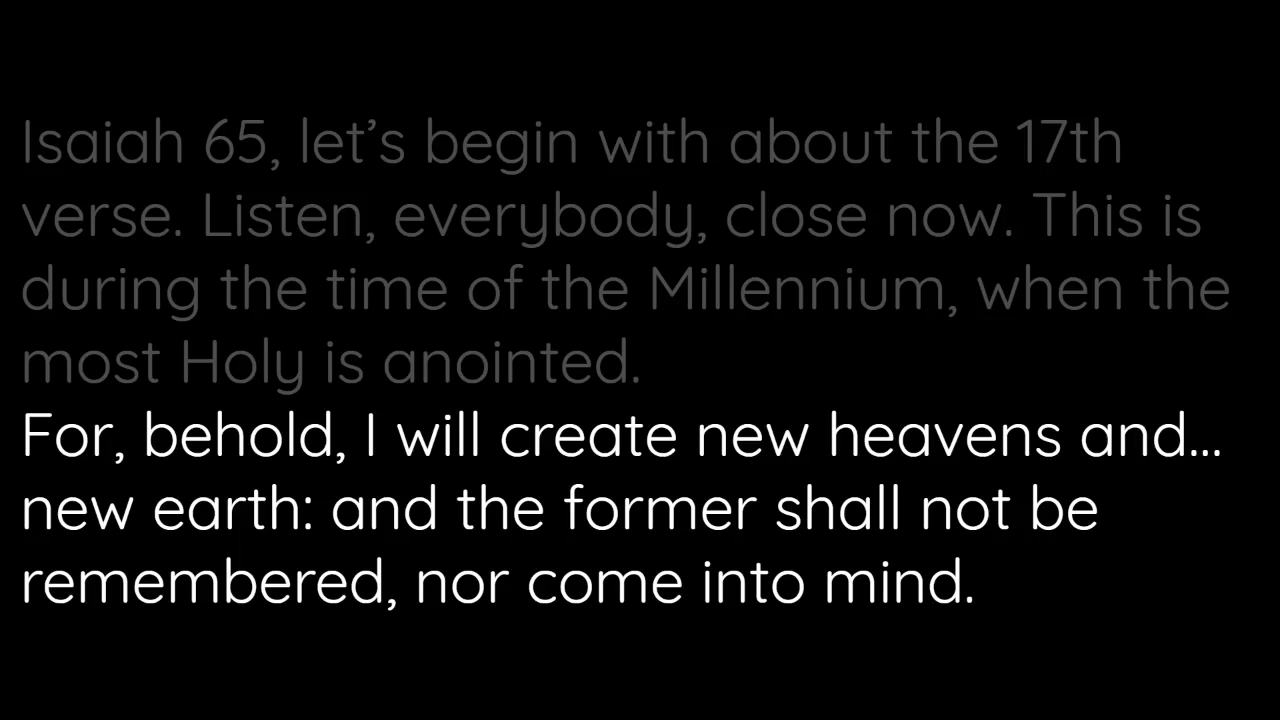 Isaiah 65, let’s begin with about the 17th
verse. Listen, everybody, close now. This is
during the time of the Millennium, when the
most Holy is anointed.
For, behold, I will create new heavens and...
new earth: and the former shall not be
remembered, nor come into mind.